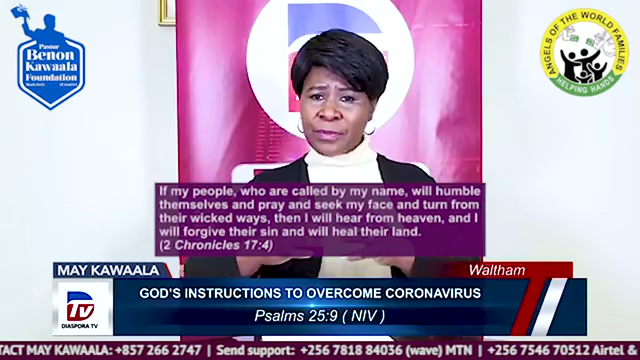 Pastor
Benon
Kawaala
Foundation
ANGELS OF THE WORLD FAMILIES
HELPING HANDS
If my people, who are called by my name, will humble
themselves and pray and seek my face and turn from
their wicked ways, then I will hear from heaven, and I
will forgive their sin and will heal their land.
(2 Chronicles 17:4)
MAY KAWAALA
Waltham
GOD'S INSTRUCTIONS TO OVERCOME CORONAVIRUS
Psalms 25:9 ( NIV )
TV
DIASPORA TV
TACT MAY KAWAALA: +857 266 2747 | Send support: +256 7818 84036 (wave) MTN | +256 7546 70512 Airtel &